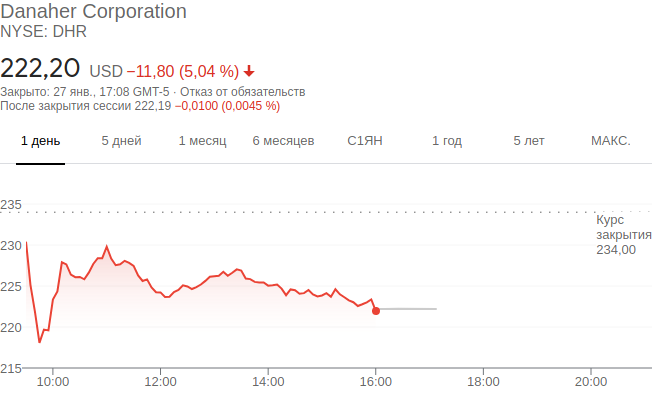 Danaher Corporation
NYSE: DHR
222,20 USD −11,80 (5,04 %)
Закрыто: 27 янв., 17:08 GMT-5 · Отказ от обязательств
После закрытия сессии 222,19 −0,0100 (0,0045 %)
1 день 5 дней 1 месяц 6 месяцев С1ЯН 1 год 5 лет МАКС.
235
Курс
закрытия
234,00
230
225
220
215
10:00 12:00 14:00 16:00 18:00 20:00